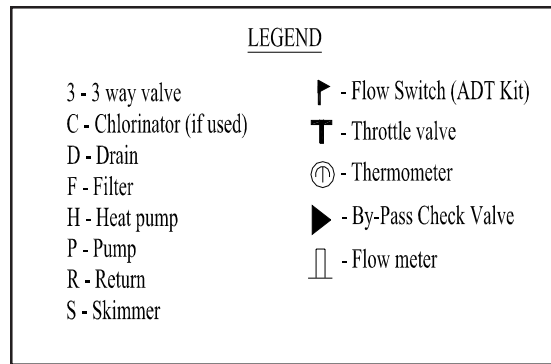 LEGEND
3 - 3 way valve
C - Chlorinator (if used)
D - Drain
F - Filter
H - Heat pump
P - Pump
R - Return
S - Skimmer
- Flow Switch (ADT Kit)
- Throttle valve
- Thermometer
- By-Pass Check Valve
- Flow meter